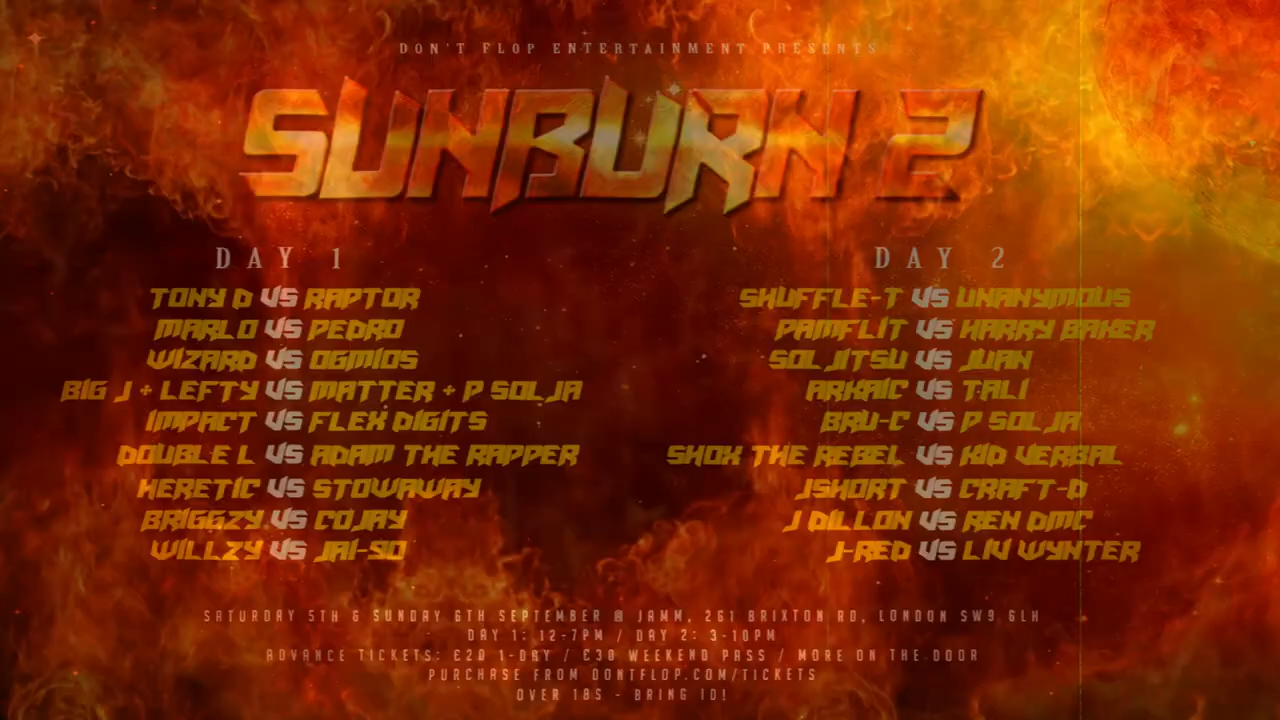 DON'T FLOP ENTERTAINMENT PRESENTS
SUNBURN 2
DAY 1
TONY D VS RAPTOR
MARLO VS PEDRO
WIZARD VS OGMIOS
BIG J + LEFTY VS MATTER + P SOLJA
IMPACT VS FLEX DIGITS
DOUBLE L VS ADAM THE RAPPER
HERETIC VS STOWAWAY
BRIGGZY VS COJAY
WILLZY VS JAI-SO
DAY 2
SHUFFLE-T VS UNANYMOUS
PAMFLIT VS HARRY BAKER
SOLJITSU VS JUAN
ARKAIC VS TALI
BRU-C VS P SOLJA
SHOX THE REBEL VS KID VERBAL
JSHORT VS CRAFT-D
J DILLON VS REN DMC
J-RED VS LIV WYNTER
SATURDAY 5TH & SUNDAY 6TH SEPTEMBER @ JAMM, 261 BRIXTON RD, LONDON SW9 6LH
DAY 1: 12-7PM / DAY 2: 3-10PM
ADVANCE TICKETS: £20 1-DAY / £30 WEEKEND PASS / MORE ON THE DOOR
PURCHASE FROM DONTFLOP.COM/TICKETS
OVER 18S - BRING ID!